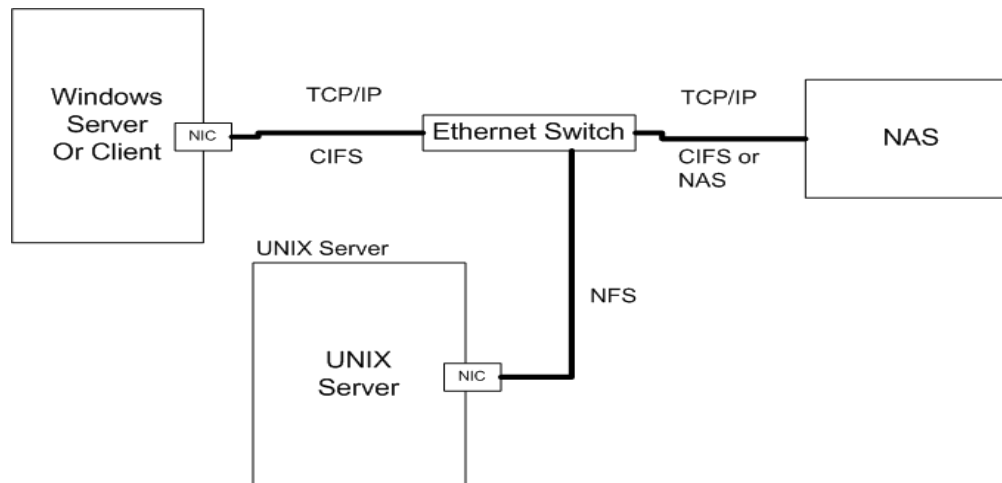 Windows
Server
Or Client
NIC
TCP/IP
CIFS
Ethernet Switch
TCP/IP
CIFS or
NAS
NAS
UNIX Server
UNIX
Server
NIC
NFS